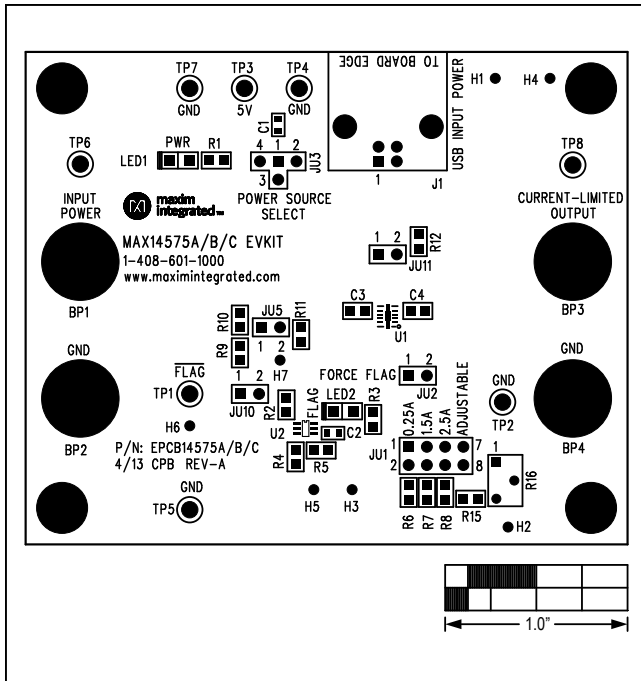 TP7
TP3
TP4
GND
5V
GND
TO BOARD EDGE
USB INPUT POWER
H1
H4
C1
TP6
PWR
R1
LED1
4 1 2
3
JU3
1
J1
TP8
INPUT
POWER
maxim
integrated™
POWER SOURCE
SELECT
CURRENT-LIMITED
OUTPUT
MAX14575A/B/C EVKIT
1-408-601-1000
www.maximintegrated.com
1 2
R12
JU11
BP1
BP3
C3
C4
U1
R10
JU5
R11
R9
1 2
H7
GND
FLAG
TP1
1 2
JU10
R2
FORCE FLAG
1 2
JU2
FLAG
LED2
R3
GND
TP2
GND
H6
BP2
U2
C2
0.25A
1.5A
2.5A
ADJUSTABLE
BP4
P/N: EPCB14575A/B/C
4/13 CPB REV-A
R4
R5
JU1
1
7
2
8
1
R16
GND
TP5
H5
H3
R6
R7
R8
R15
H2
1.0"